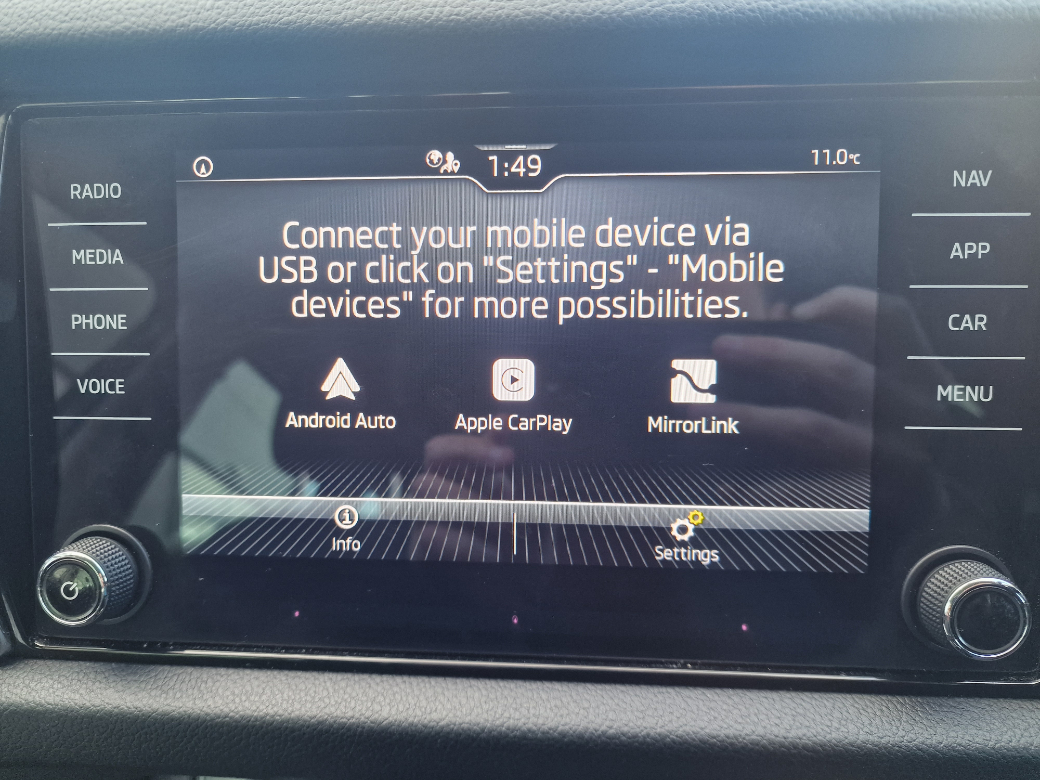 1:49
11.0°C
RADIO
MEDIA
PHONE
VOICE
Connect your mobile device via
USB or click on "Settings" - "Mobile
devices" for more possibilities.
Android Auto
Apple CarPlay
MirrorLink
Info
Settings
NAV
APP
CAR
MENU